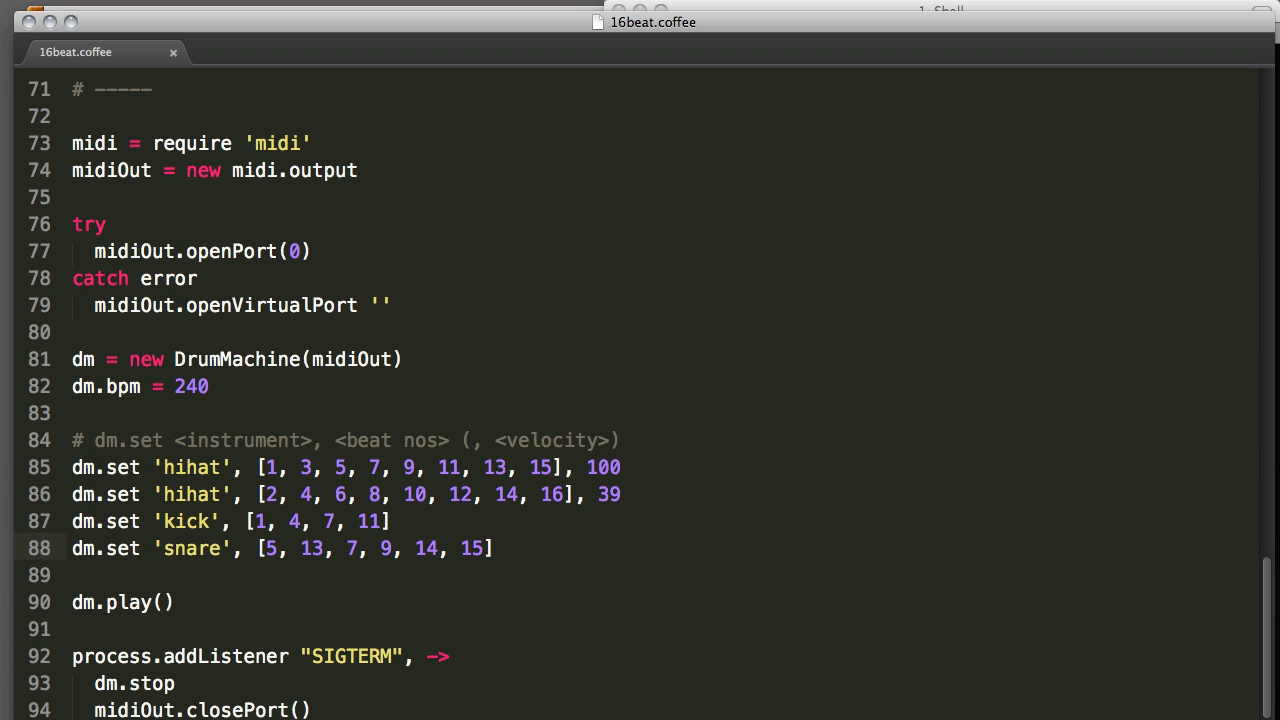 1. Shell
16beat.coffee
16beat.coffee ×
71 # -----
72
73 midi = require 'midi'
74 midiOut = new midi.output
75
76 try
77 midiOut.openPort(0)
78 catch error
79 midiOut.openVirtualPort ''
80
81 dm = new DrumMachine(midiOut)
82 dm.bpm = 240
83
84 # dm.set <instrument>, <beat nos> (, <velocity>)
85 dm.set 'hihat', [1, 3, 5, 7, 9, 11, 13, 15], 100
86 dm.set 'hihat', [2, 4, 6, 8, 10, 12, 14, 16], 39
87 dm.set 'kick', [1, 4, 7, 11]
88 dm.set 'snare', [5, 13, 7, 9, 14, 15]
89
90 dm.play()
91
92 process.addListener "SIGTERM", ->
93 dm.stop
94 midiOut.closePort()